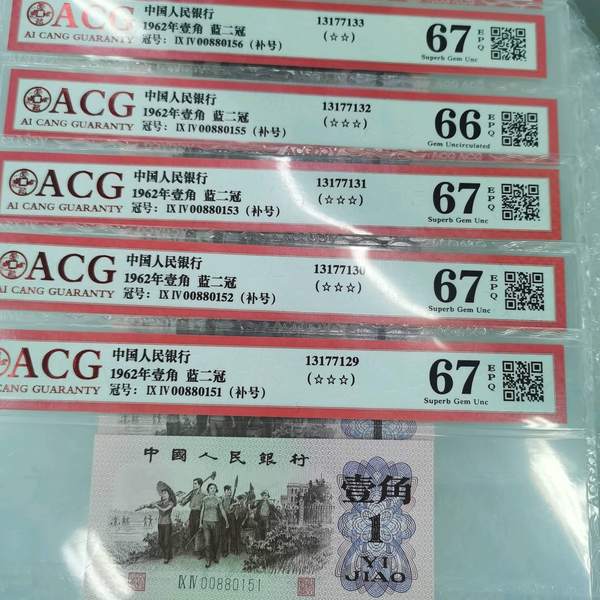 ACG
AI CANG GUARANTY
中国人民银行
1962年壹角 蓝二冠
冠号: IX IV 00880156 (补号)
13177133
(☆☆)
67
EPQ
Superb Gem Unc
ACG
AI CANG GUARANTY
中国人民银行
1962年壹角 蓝二冠
冠号: IX IV 00880155 (补号)
13177132
(☆☆☆)
66
EPQ
Gem Uncirculated
ACG
AI CANG GUARANTY
中国人民银行
1962年壹角 蓝二冠
冠号: IX IV 00880153 (补号)
13177131
(☆☆☆)
67
EPQ
Superb Gem Unc
ACG
AI CANG GUARANTY
中国人民银行
1962年壹角 蓝二冠
冠号: IX IV 00880152 (补号)
13177130
(☆☆☆)
67
EPQ
Superb Gem Unc
ACG
CANG GUARANTY
中国人民银行
1962年壹角 蓝二冠
冠号: IX IV 00880151 (补号)
13177129
(☆☆☆)
67
EPQ
Superb Gem Unc
中國人民銀行
壹角
1
YI
JIAO
IX IV 00880151